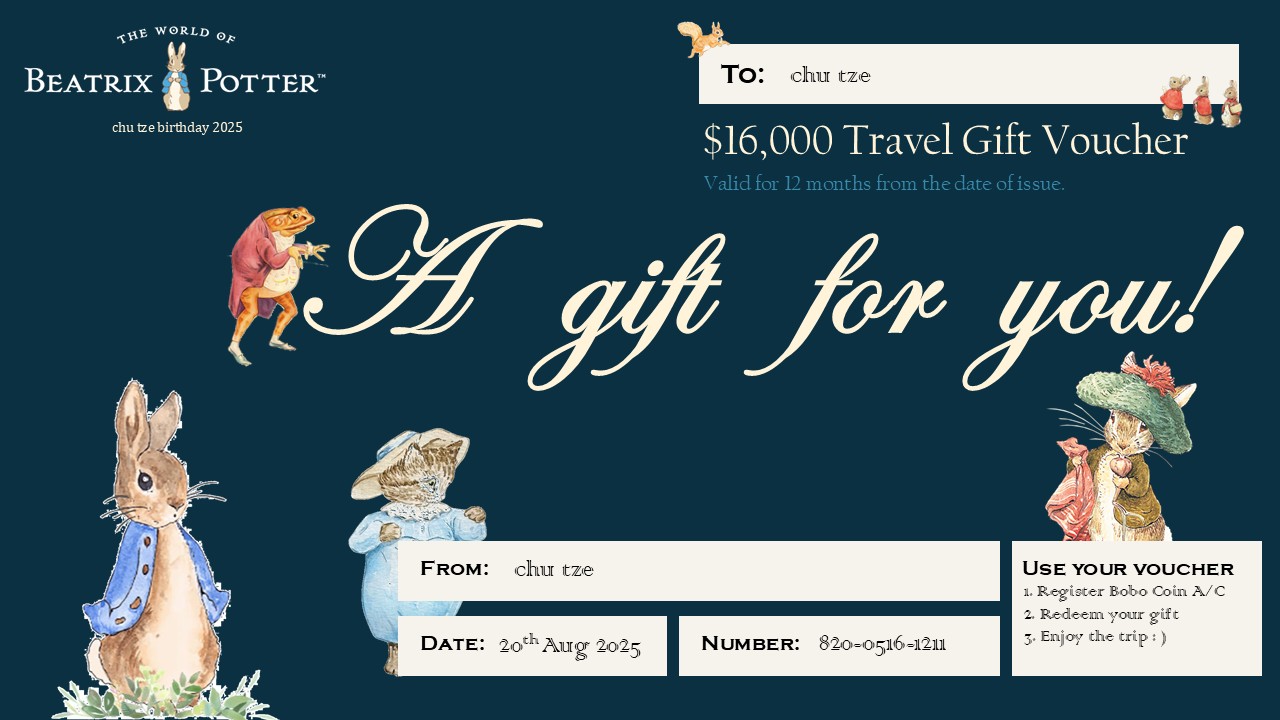 THE WORLD OF
BEATRIX POTTER™
chu tze birthday 2025
TO: chu tze
$16,000 Travel Gift Voucher
Valid for 12 months from the date of issue.
A gift for you!
FROM: chu tze
DATE: 20th Aug 2025
NUMBER: 820-0516-1211
USE YOUR VOUCHER
1. Register Bobo Coin A/C
2. Redeem your gift
3. Enjoy the trip : )